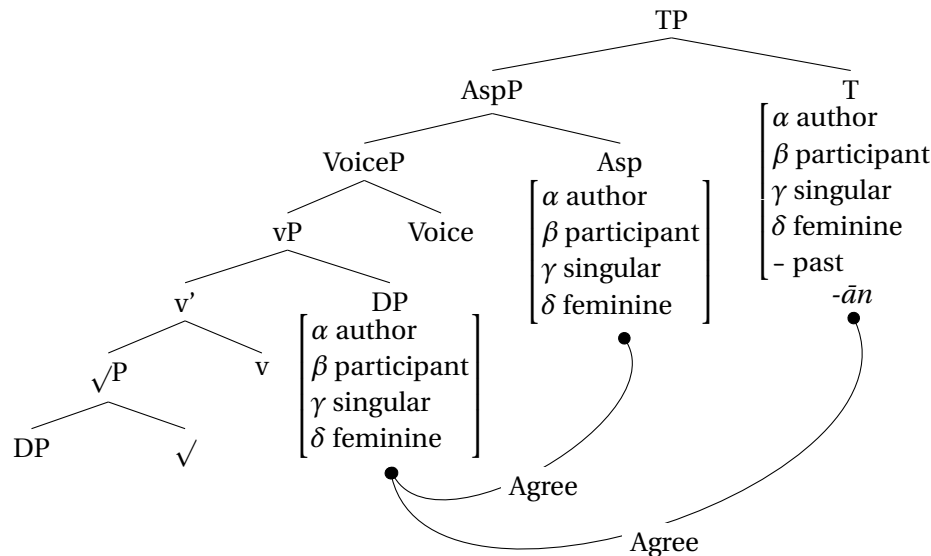 TP
AspP
T
α author
β participant
γ singular
δ feminine
– past
-ān
VoiceP
Asp
α author
β participant
γ singular
δ feminine
vP
Voice
v'
DP
α author
β participant
γ singular
δ feminine
√P
v
DP
√
Agree
Agree